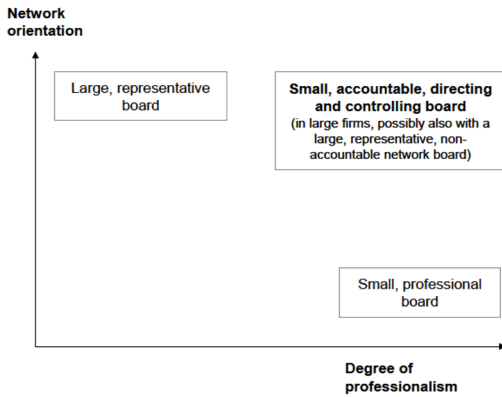 Network
orientation
Large, representative
board
Small, accountable, directing
and controlling board
(in large firms, possibly also with a
large, representative, non-
accountable network board)
Small, professional
board
Degree of
professionalism